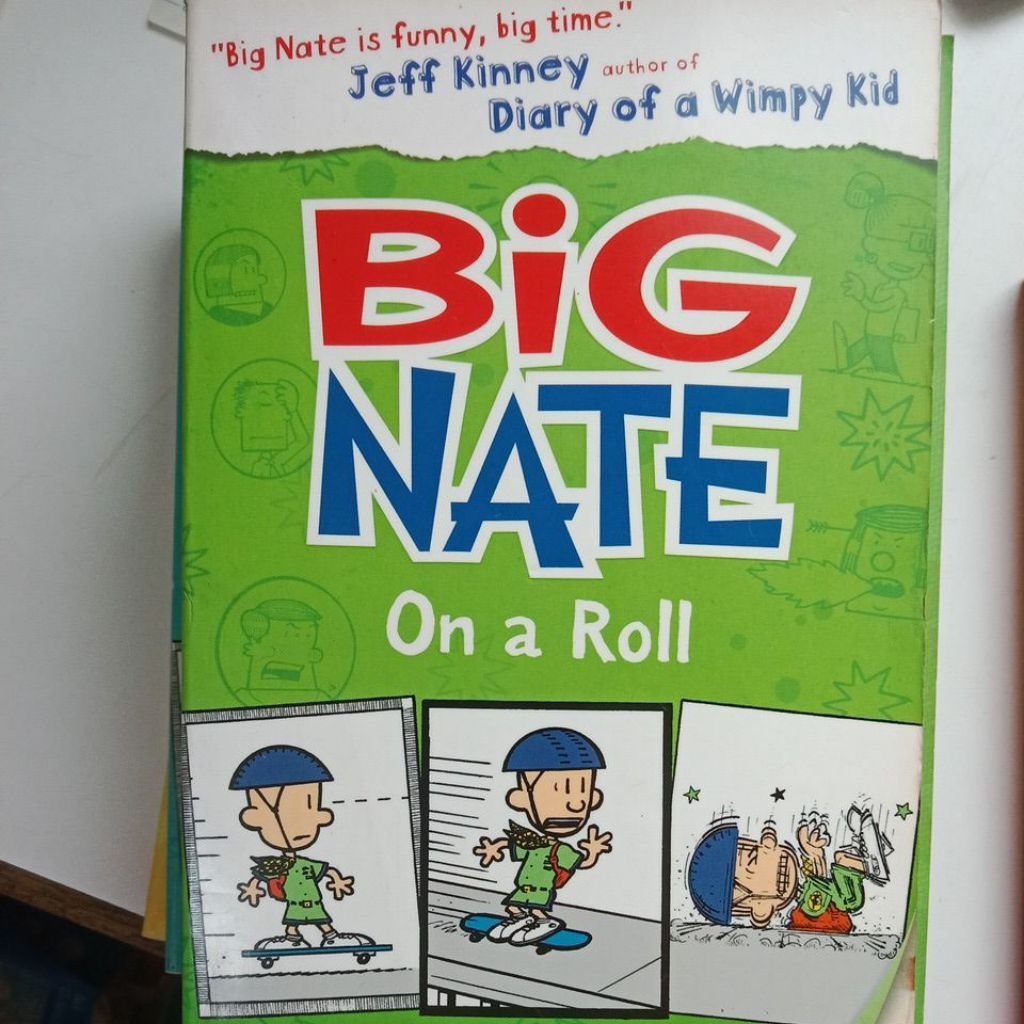 "Big Nate is funny, big time."
Jeff Kinney author of
Diary of a Wimpy Kid
BiG
NATE
On a Roll